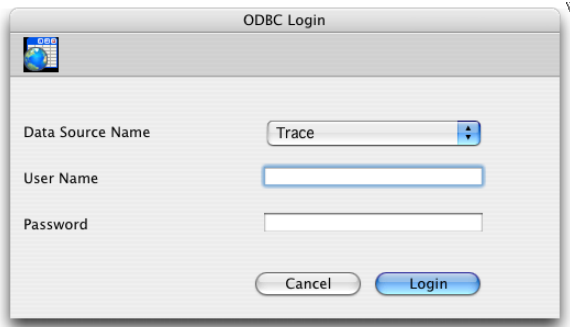 ODBC Login
Data Source Name
Trace
User Name
Password
Cancel
Login